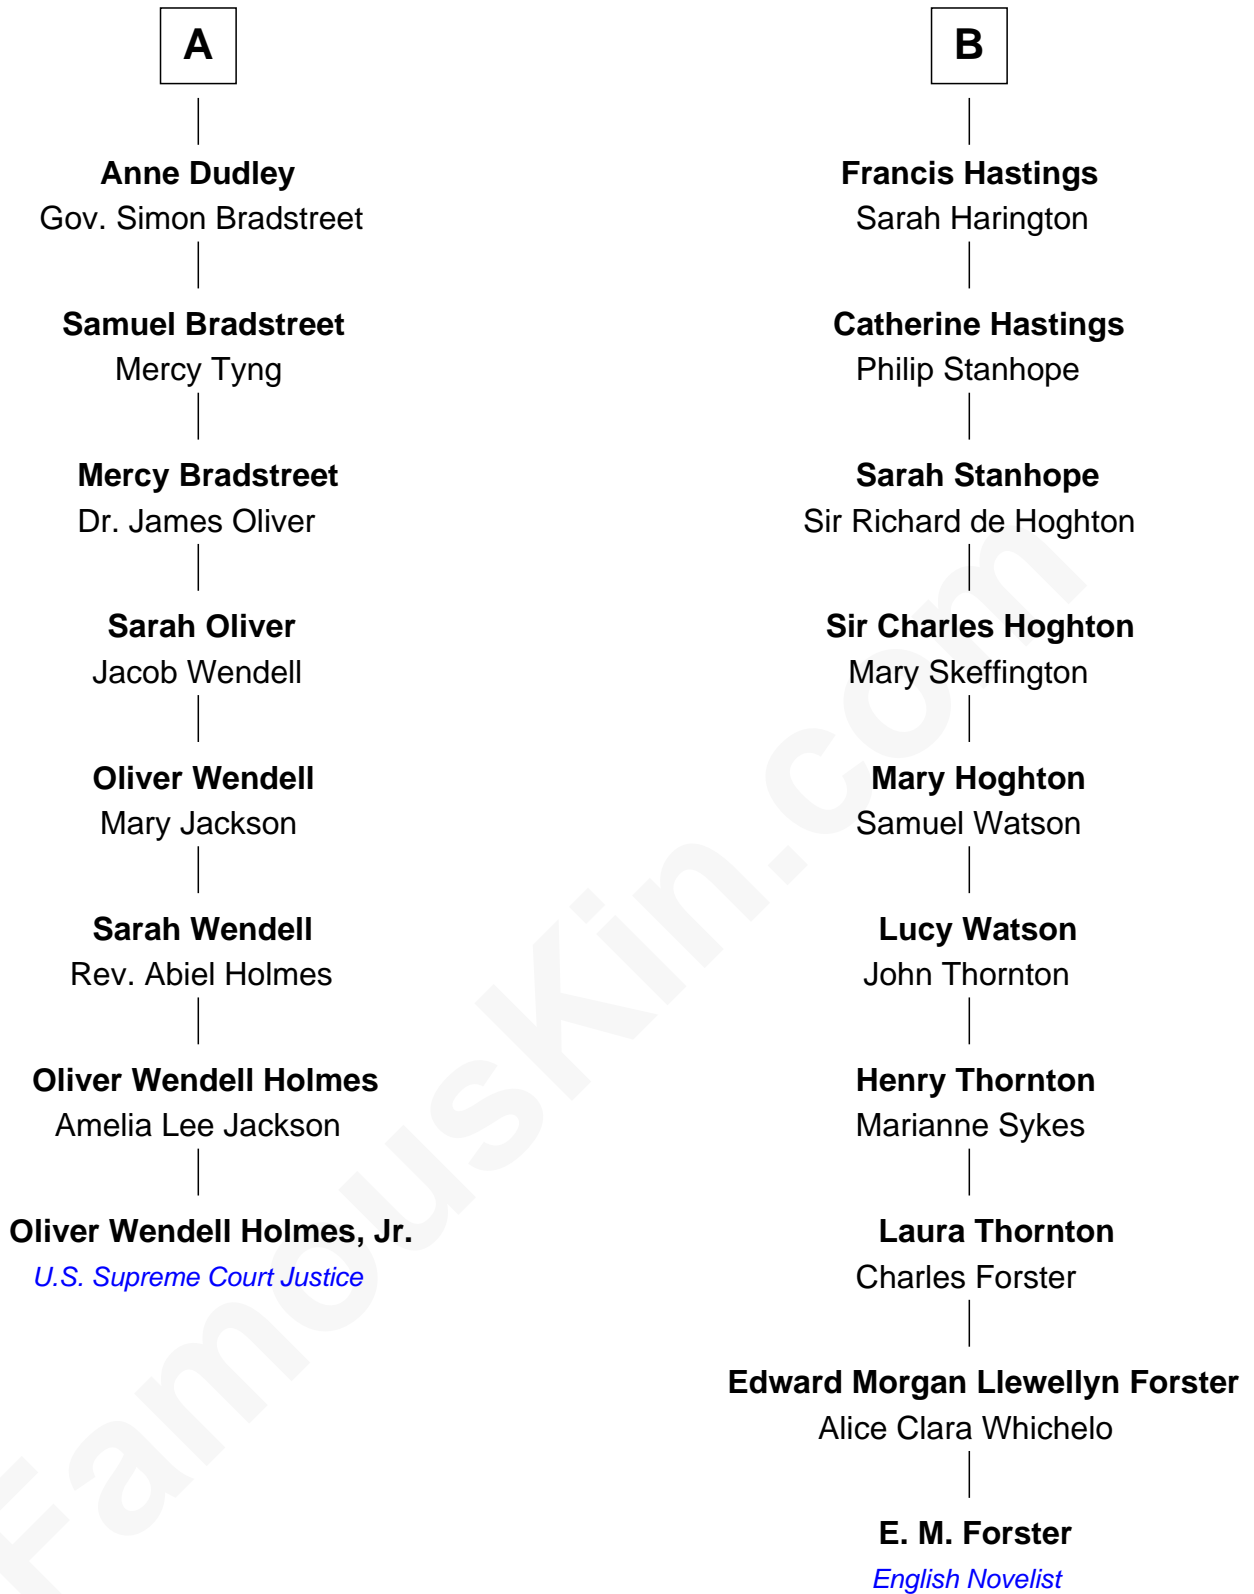 A
Anne Dudley
Gov. Simon Bradstreet
Samuel Bradstreet
Mercy Tyng
Mercy Bradstreet
Dr. James Oliver
Sarah Oliver
Jacob Wendell
Oliver Wendell
Mary Jackson
Sarah Wendell
Rev. Abiel Holmes
Oliver Wendell Holmes
Amelia Lee Jackson
Oliver Wendell Holmes, Jr.
U.S. Supreme Court Justice
B
Francis Hastings
Sarah Harington
Catherine Hastings
Philip Stanhope
Sarah Stanhope
Sir Richard de Hoghton
Sir Charles Hoghton
Mary Skeffington
Mary Hoghton
Samuel Watson
Lucy Watson
John Thornton
Henry Thornton
Marianne Sykes
Laura Thornton
Charles Forster
Edward Morgan Llewellyn Forster
Alice Clara Whichelo
E. M. Forster
English Novelist
FamousKin.com